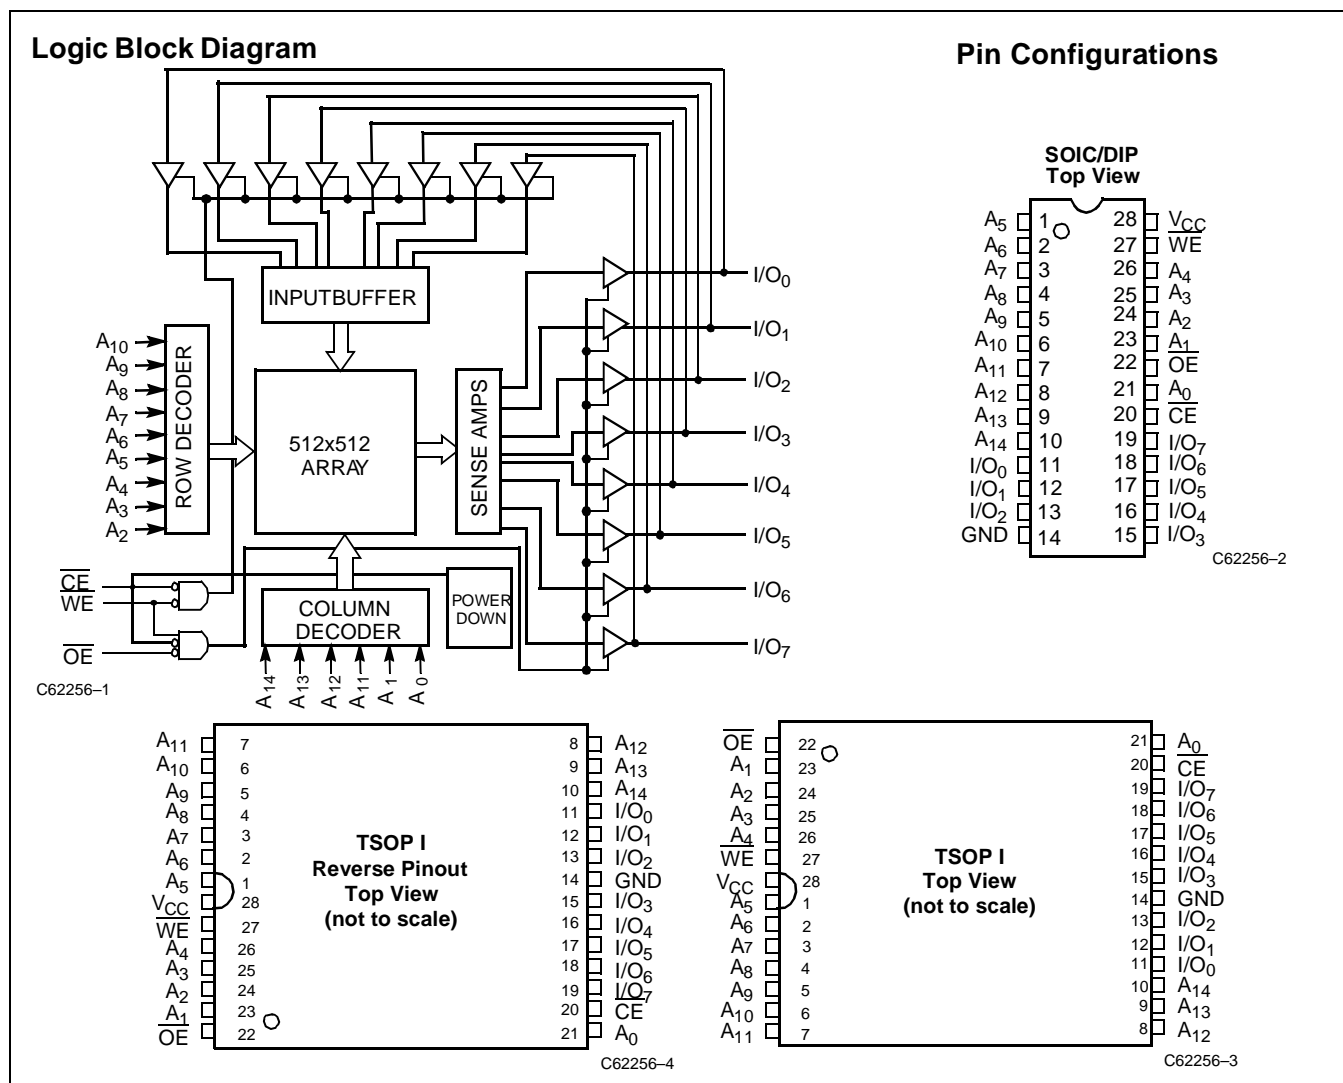 Logic Block Diagram
Pin Configurations
INPUTBUFFER
A10
A9
A8
A7
A6
A5
A4
A3
A2
ROW DECODER
512x512
ARRAY
SENSE AMPS
I/O0
I/O1
I/O2
I/O3
I/O4
I/O5
I/O6
I/O7
CE
WE
OE
COLUMN
DECODER
POWER
DOWN
A14
A13
A12
A11
A1
A0
C62256–1
SOIC/DIP
Top View
A5 1 28 VCC
A6 2 27 WE
A7 3 26 A4
A8 4 25 A3
A9 5 24 A2
A10 6 23 A1
A11 7 22 OE
A12 8 21 A0
A13 9 20 CE
A14 10 19 I/O7
I/O0 11 18 I/O6
I/O1 12 17 I/O5
I/O2 13 16 I/O4
GND 14 15 I/O3
C62256–2
A11 7 8 A12
A10 6 9 A13
A9 5 10 A14
A8 4 11 I/O0
A7 3 12 I/O1
A6 2 13 I/O2
A5 1 14 GND
VCC 28 15 I/O3
WE 27 16 I/O4
A4 26 17 I/O5
A3 25 18 I/O6
A2 24 19 I/O7
A1 23 20 CE
OE 22 21 A0
TSOP I
Reverse Pinout
Top View
(not to scale)
C62256–4
OE 22 21 A0
A1 23 20 CE
A2 24 19 I/O7
A3 25 18 I/O6
A4 26 17 I/O5
WE 27 16 I/O4
VCC 28 15 I/O3
A5 1 14 GND
A6 2 13 I/O2
A7 3 12 I/O1
A8 4 11 I/O0
A9 5 10 A14
A10 6 9 A13
A11 7 8 A12
TSOP I
Top View
(not to scale)
C62256–3